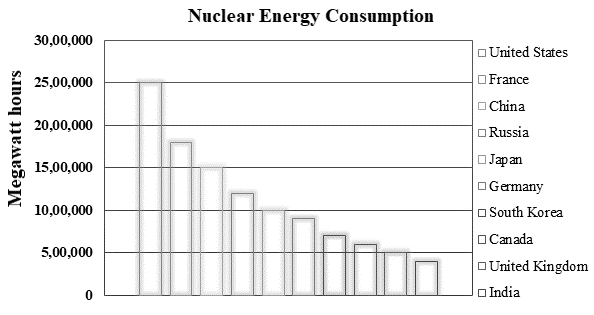 Nuclear Energy Consumption
Megawatt hours
30,00,000
25,00,000
20,00,000
15,00,000
10,00,000
5,00,000
0
United States
France
China
Russia
Japan
Germany
South Korea
Canada
United Kingdom
India